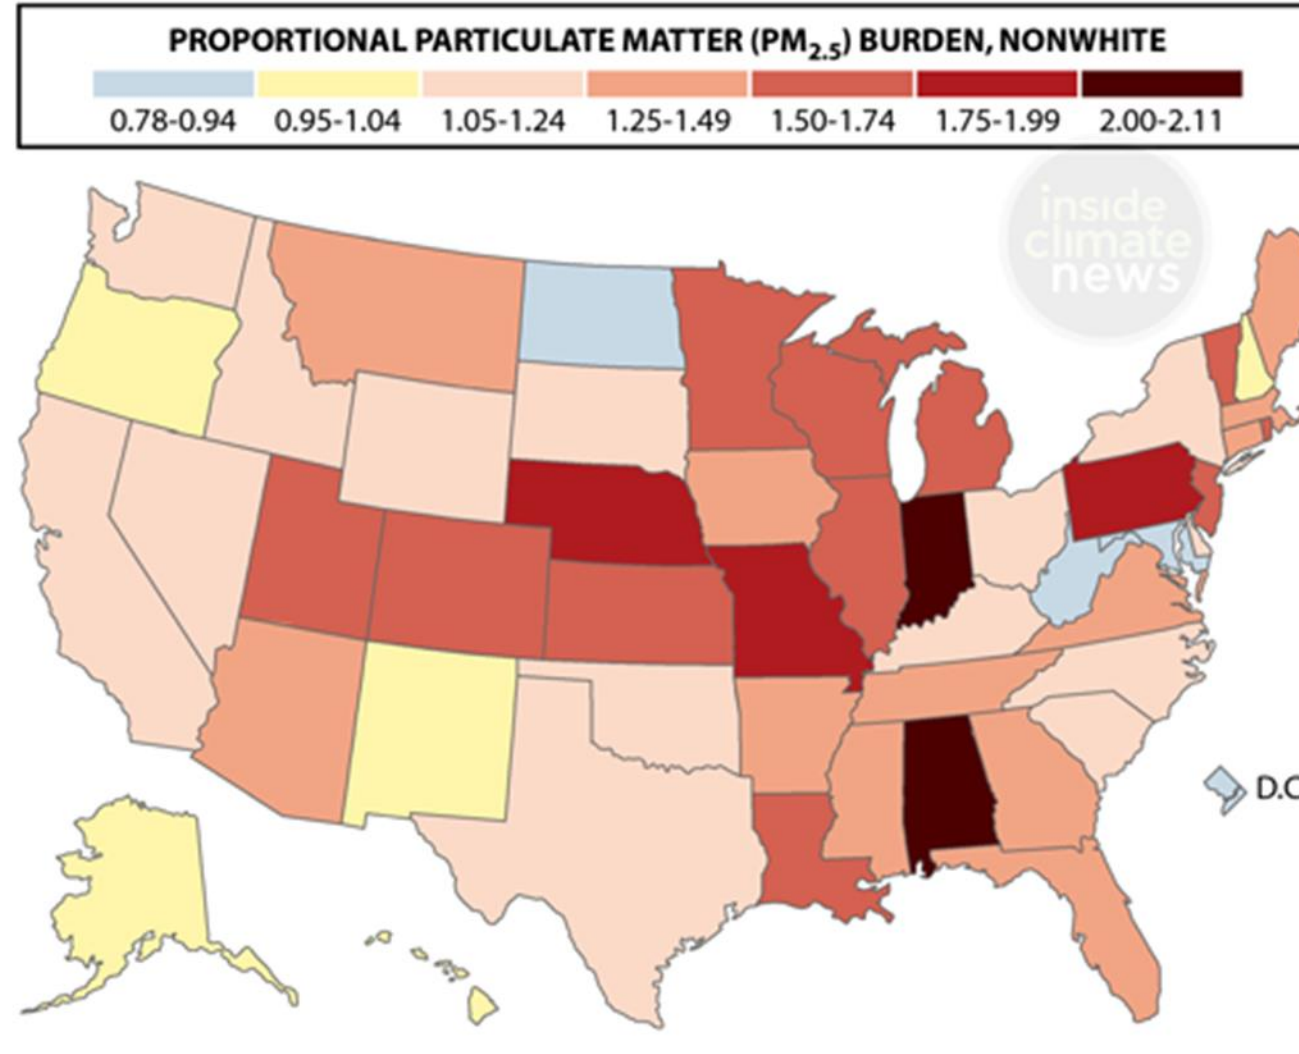 PROPORTIONAL PARTICULATE MATTER (PM2.5) BURDEN, NONWHITE
0.78-0.94 0.95-1.04 1.05-1.24 1.25-1.49 1.50-1.74 1.75-1.99 2.00-2.11
inside
climate
news
D.C